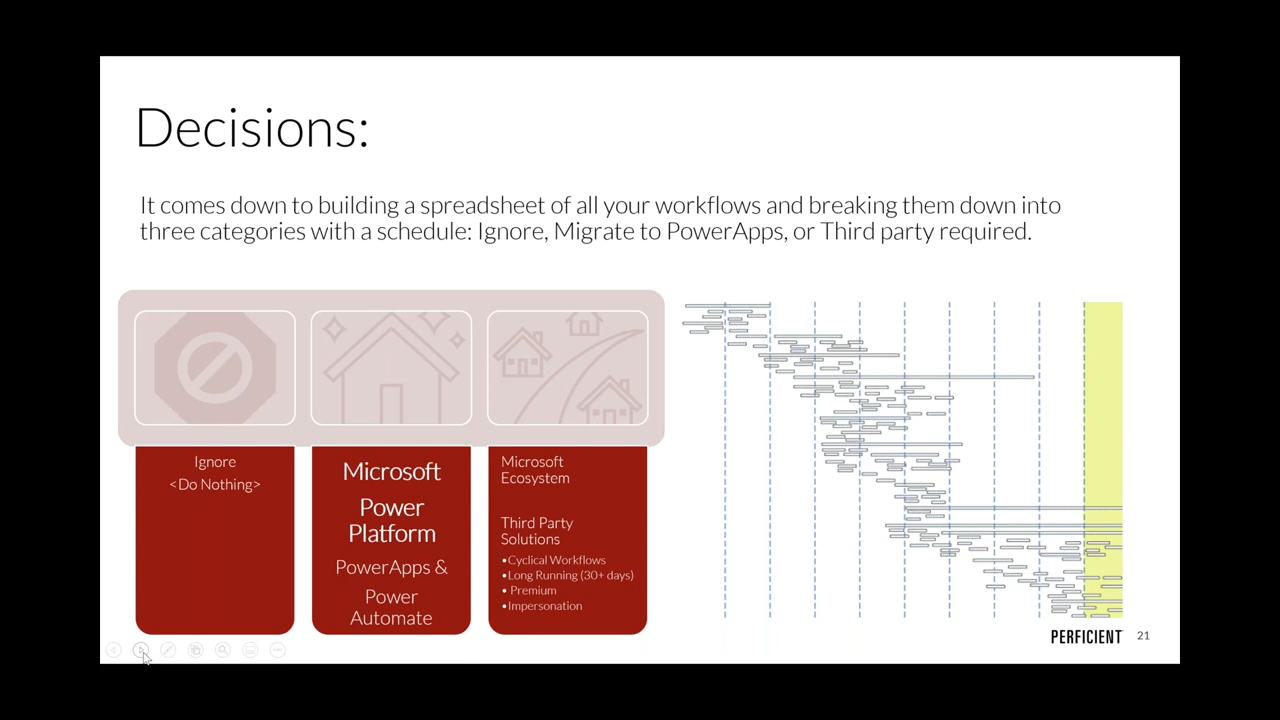 Decisions:
It comes down to building a spreadsheet of all your workflows and breaking them down into
three categories with a schedule: Ignore, Migrate to PowerApps, or Third party required.
Ignore
<Do Nothing>
Microsoft
Power
Platform
PowerApps &
Power
Automate
Microsoft
Ecosystem
Third Party
Solutions
•Cyclical Workflows
•Long Running (30+ days)
• Premium
•Impersonation
PERFICIENT 21